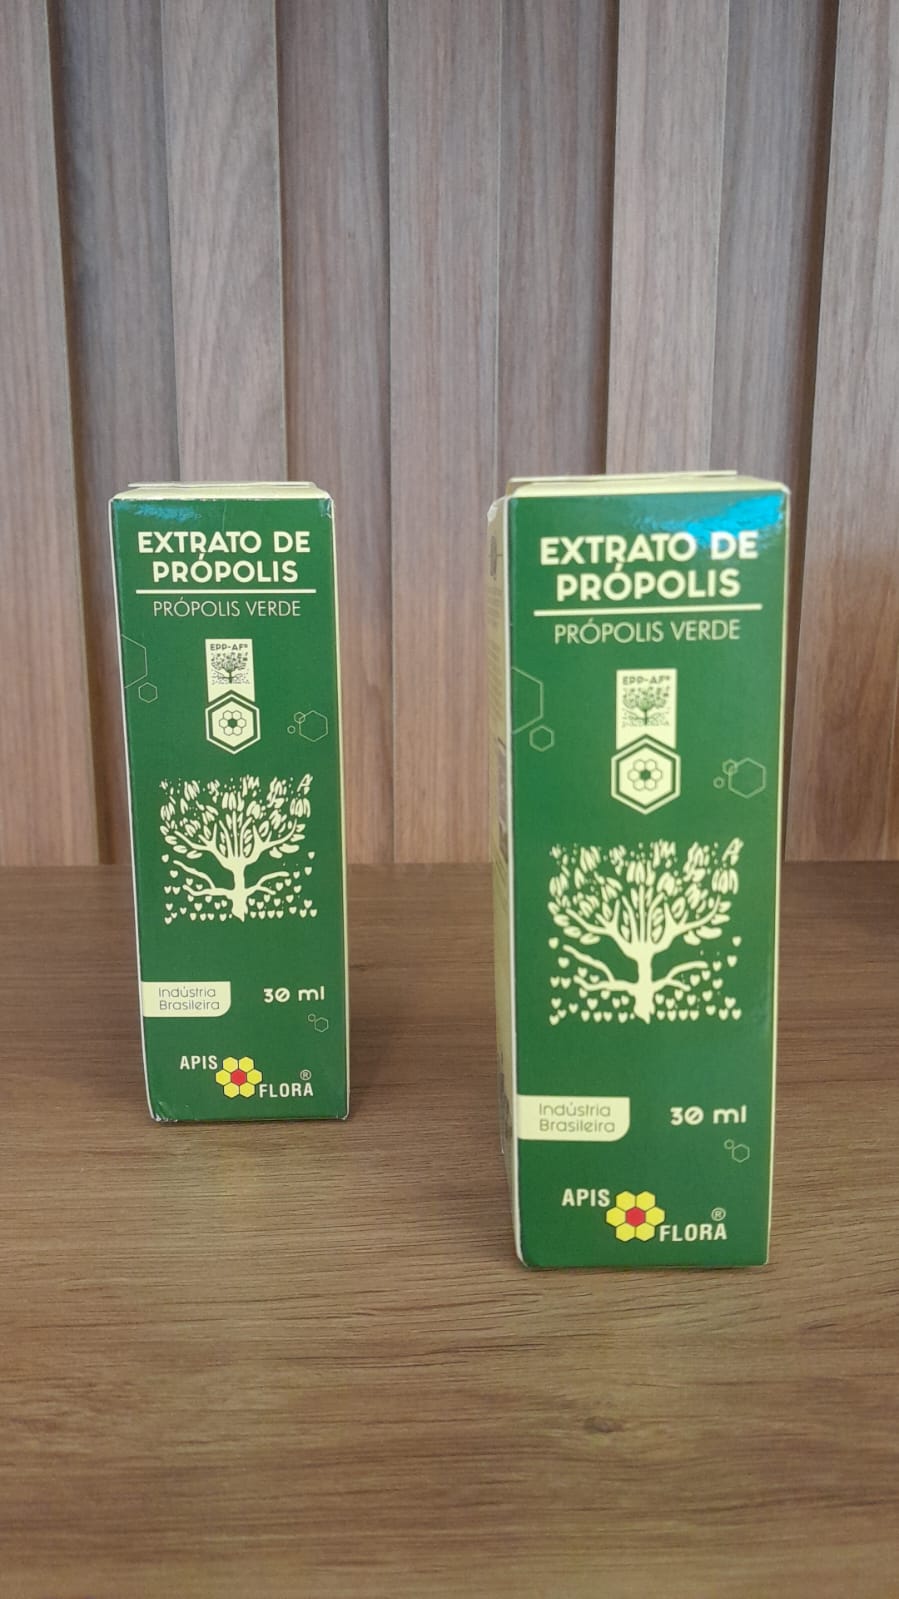 EXTRATO DE
PRÓPOLIS
PRÓPOLIS VERDE
EPP-AF®
Indústria
Brasileira
30 ml
APIS
FLORA®
EXTRATO DE
PRÓPOLIS
PRÓPOLIS VERDE
EPP-AF®
Indústria
Brasileira
30 ml
APIS
FLORA®